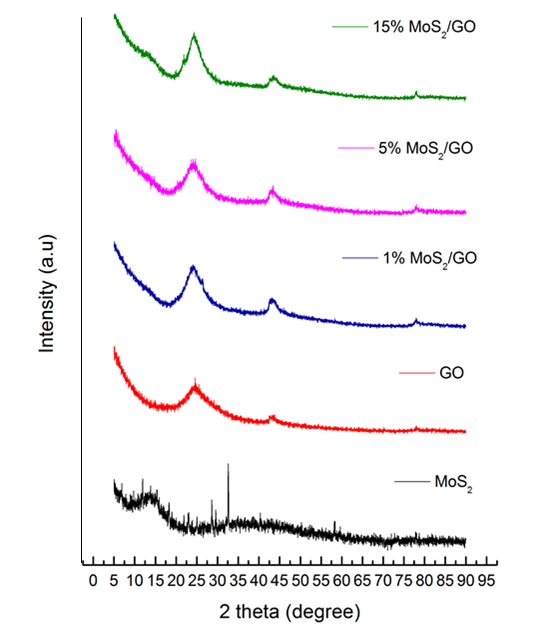 15% MoS₂/GO
5% MoS₂/GO
1% MoS₂/GO
GO
MoS₂
Intensity (a.u)
0 5 10 15 20 25 30 35 40 45 50 55 60 65 70 75 80 85 90 95
2 theta (degree)